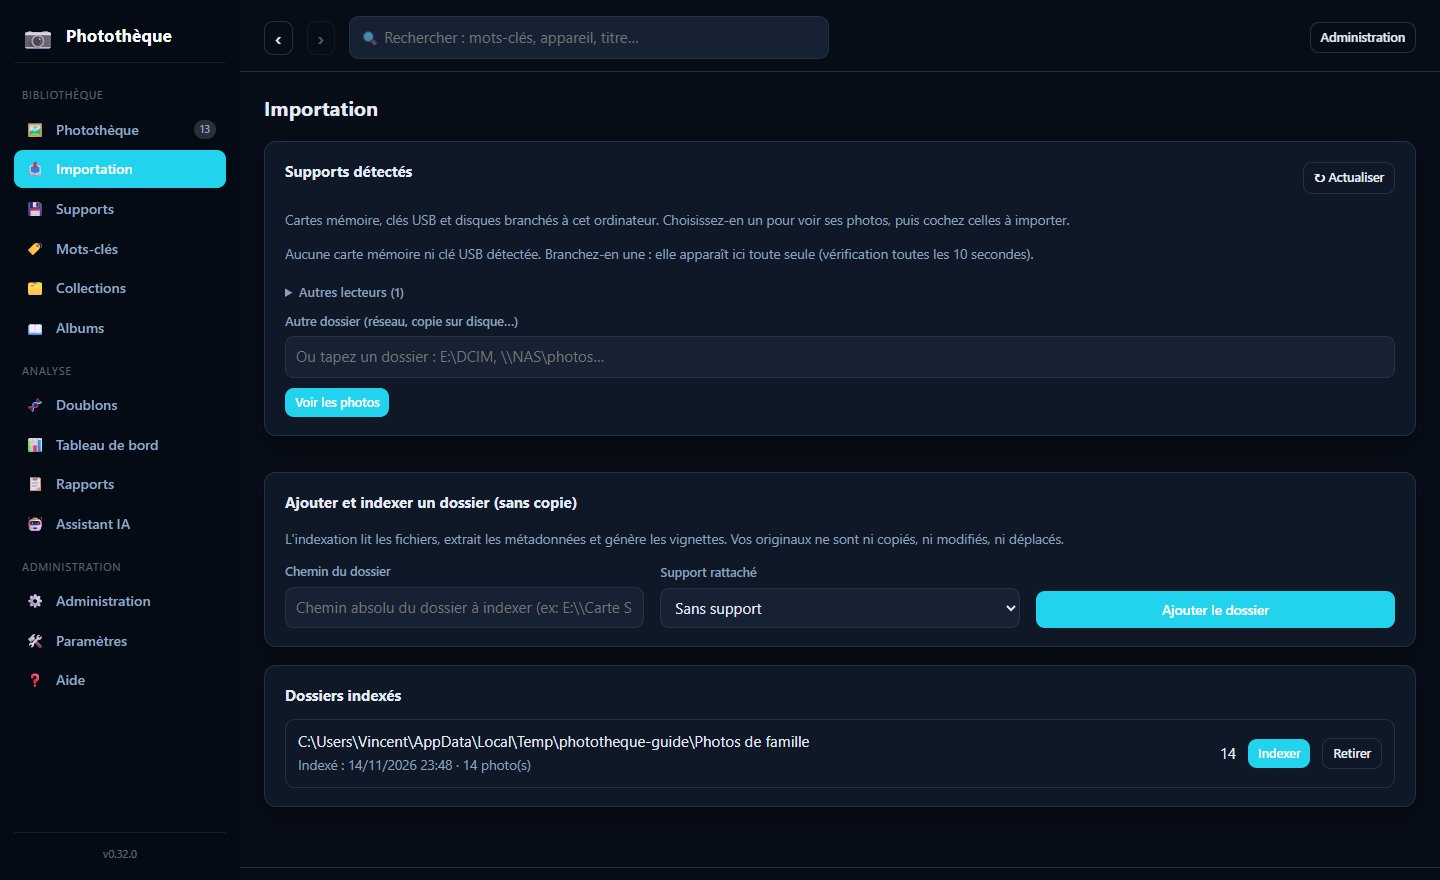 Photothèque
‹
›
Rechercher : mots-clés, appareil, titre...
Administration
BIBLIOTHÈQUE
Photothèque
13
Importation
Supports
Mots-clés
Collections
Albums
ANALYSE
Doublons
Tableau de bord
Rapports
Assistant IA
ADMINISTRATION
Administration
Paramètres
Aide
v0.32.0
Importation
Supports détectés
↻ Actualiser
Cartes mémoire, clés USB et disques branchés à cet ordinateur. Choisissez-en un pour voir ses photos, puis cochez celles à importer.
Aucune carte mémoire ni clé USB détectée. Branchez-en une : elle apparaît ici toute seule (vérification toutes les 10 secondes).
▶ Autres lecteurs (1)
Autre dossier (réseau, copie sur disque...)
Ou tapez un dossier : E:\DCIM, \\NAS\photos...
Voir les photos
Ajouter et indexer un dossier (sans copie)
L'indexation lit les fichiers, extrait les métadonnées et génère les vignettes. Vos originaux ne sont ni copiés, ni modifiés, ni déplacés.
Chemin du dossier
Support rattaché
Chemin absolu du dossier à indexer (ex: E:\\Carte S
Sans support
Ajouter le dossier
Dossiers indexés
C:\Users\Vincent\AppData\Local\Temp\phototheque-guide\Photos de famille
Indexé : 14/11/2026 23:48 · 14 photo(s)
14
Indexer
Retirer